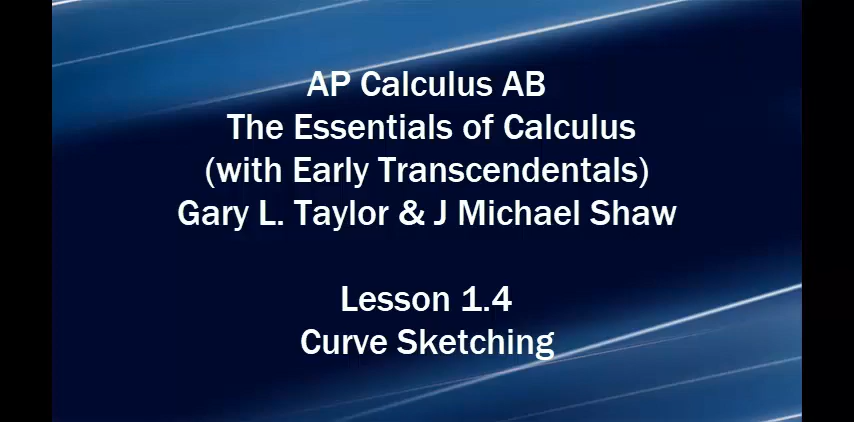 AP Calculus AB
The Essentials of Calculus
(with Early Transcendentals)
Gary L. Taylor & J Michael Shaw
Lesson 1.4
Curve Sketching